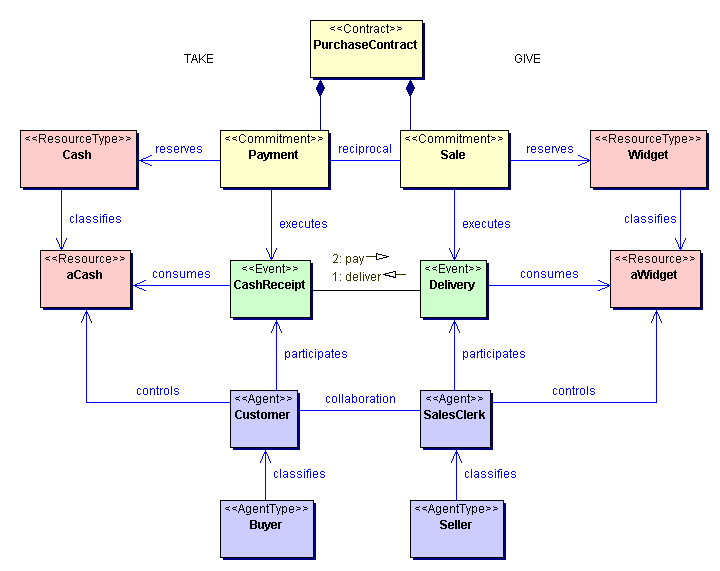 <<Contract>>
PurchaseContract
TAKE
GIVE
<<ResourceType>>
Cash
reserves
<<Commitment>>
Payment
reciprocal
<<Commitment>>
Sale
reserves
<<ResourceType>>
Widget
classifies
executes
executes
classifies
<<Resource>>
aCash
consumes
<<Event>>
CashReceipt
2: pay
1: deliver
<<Event>>
Delivery
consumes
<<Resource>>
aWidget
participates
participates
controls
<<Agent>>
Customer
collaboration
<<Agent>>
SalesClerk
controls
classifies
classifies
<<AgentType>>
Buyer
<<AgentType>>
Seller